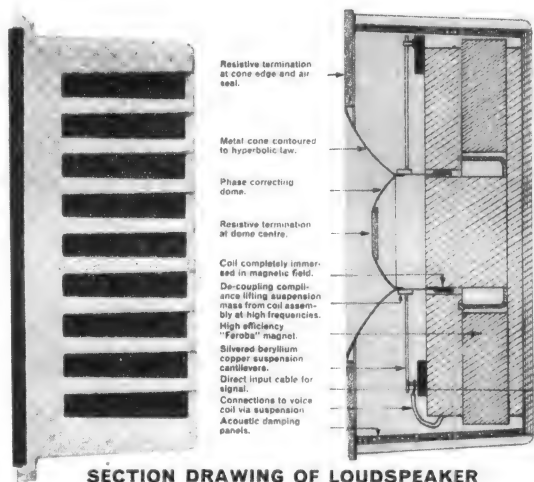 Resistive termination
at cone edge and air
seal.
Metal cone contoured
to hyperbolic law.
Phase correcting
dome.
Resistive termination
at dome centre.
Coil completely immer-
sed in magnetic field.
De-coupling compli-
ance lifting suspension
mass from coil assem-
bly at high frequencies.
High efficiency
"Feroba" magnet.
Silvered beryllium
copper suspension
cantilevers.
Direct input cable for
signal.
Connections to voice
coil via suspension
Acoustic damping
panels.
SECTION DRAWING OF LOUDSPEAKER